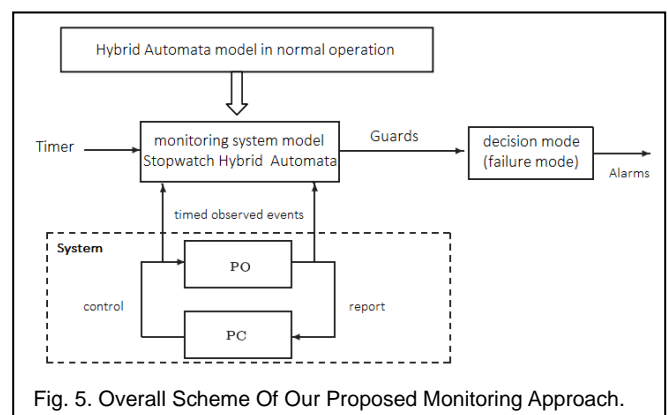 Hybrid Automata model in normal operation
Timer
monitoring system model
Stopwatch Hybrid Automata
Guards
decision mode
(failure mode)
Alarms
timed observed events
System
PO
control
report
PC
Fig. 5. Overall Scheme Of Our Proposed Monitoring Approach.